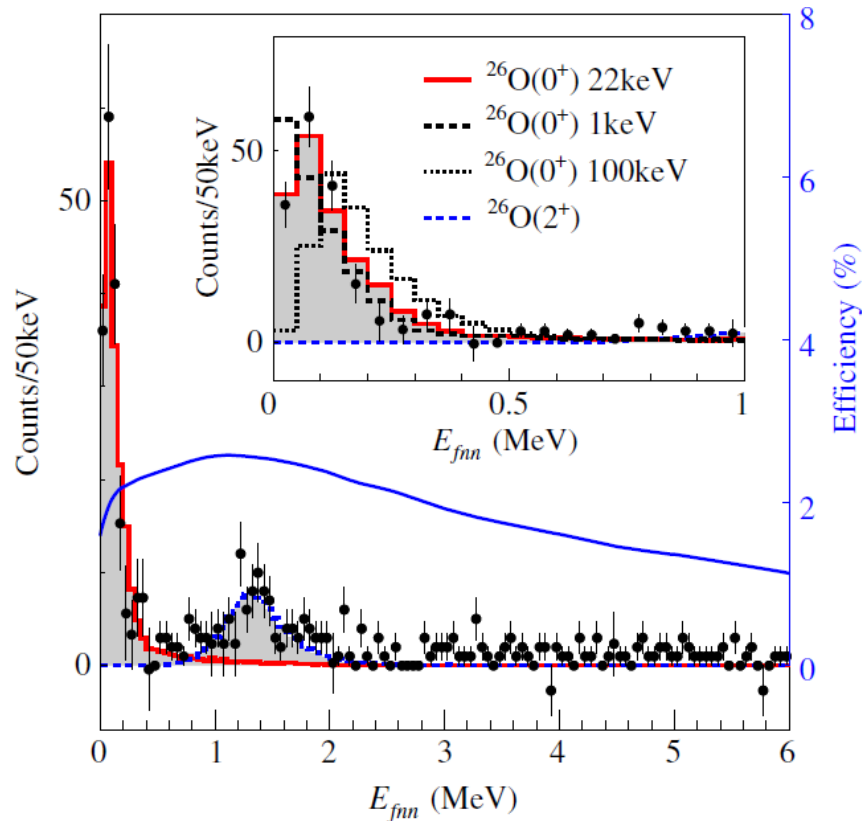 ²⁶O(0⁺) 22keV
²⁶O(0⁺) 1keV
²⁶O(0⁺) 100keV
²⁶O(2⁺)
Counts/50keV
50
0
0
0.5
1
E_fnn (MeV)
Counts/50keV
50
0
0
1
2
3
4
5
6
E_fnn (MeV)
8
6
4
2
0
Efficiency (%)